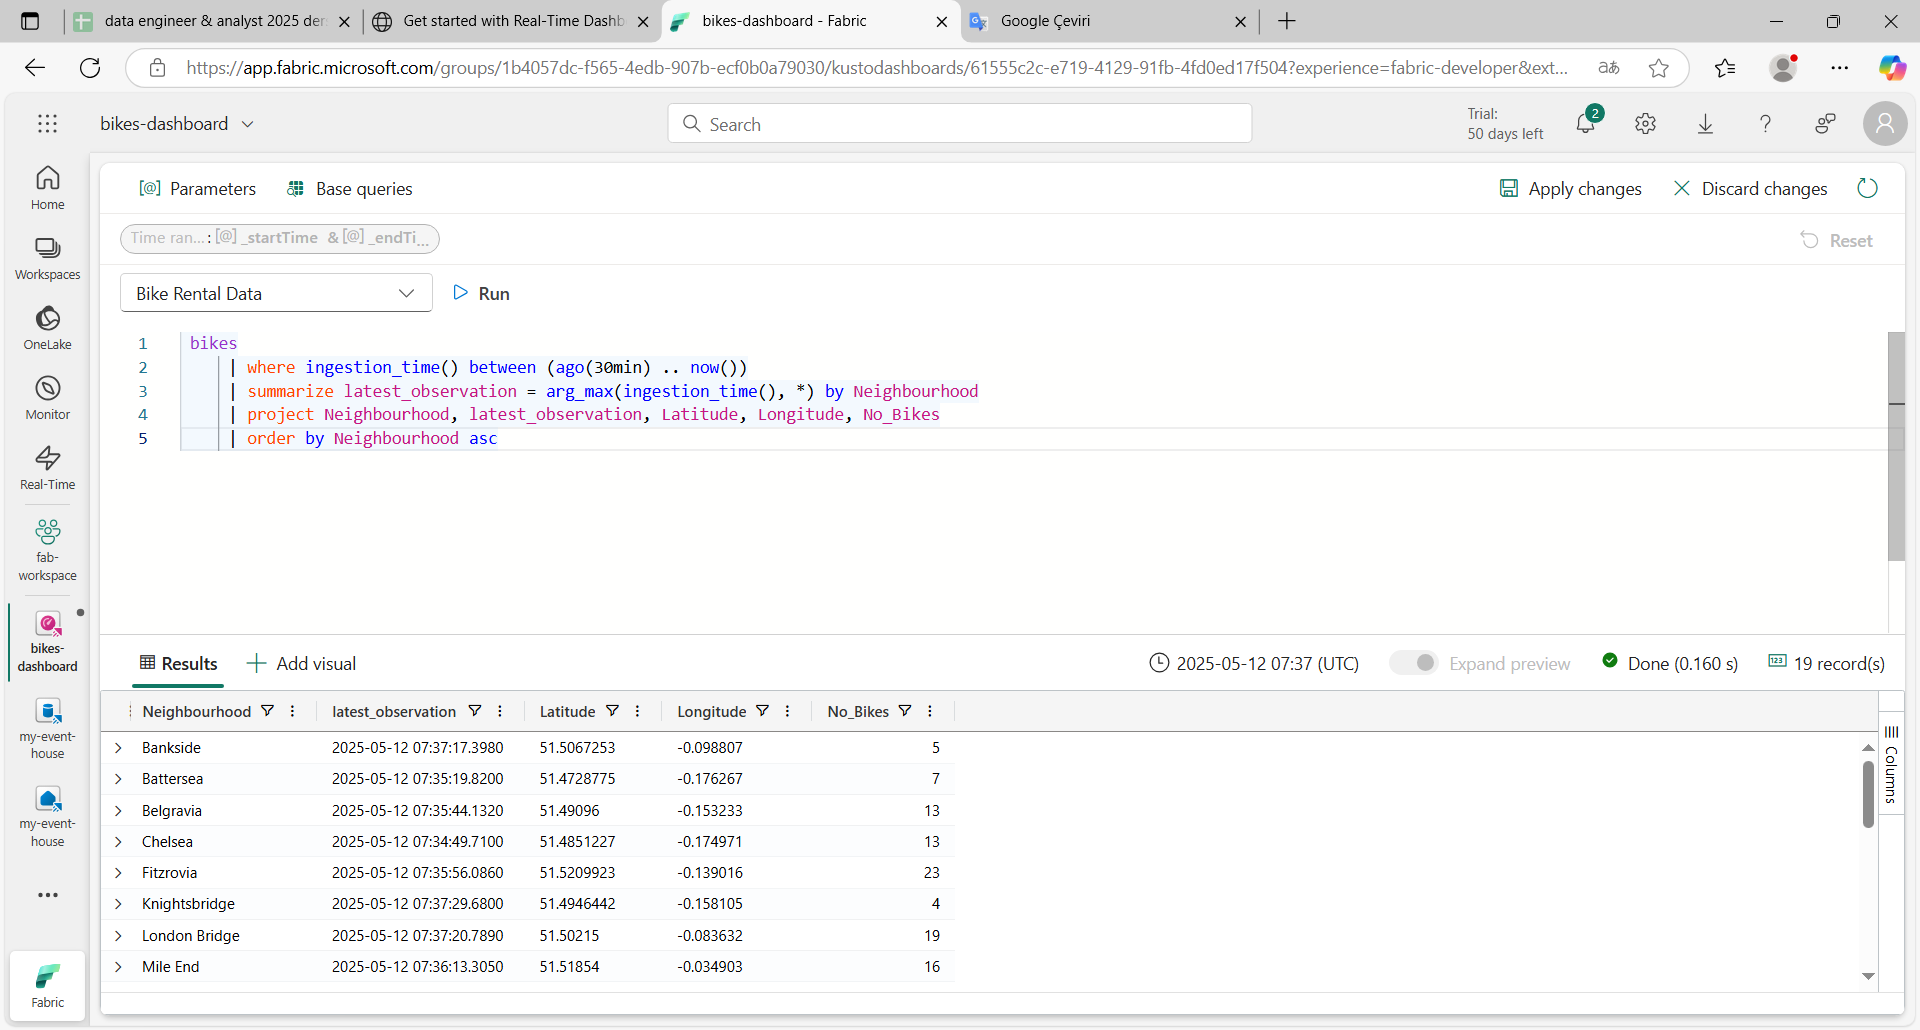 data engineer & analyst 2025 der
Get started with Real-Time Dashb
bikes-dashboard - Fabric
Google Çeviri
https://app.fabric.microsoft.com/groups/1b4057dc-f565-4edb-907b-ecf0b0a79030/kustodashboards/61555c2c-e719-4129-91fb-4fd0ed17f504?experience=fabric-developer&ext...
bikes-dashboard
Search
Trial:
50 days left
2
Home
Workspaces
OneLake
Monitor
Real-Time
fab-
workspace
bikes-
dashboard
my-event-
house
my-event-
house
Fabric
Parameters
Base queries
Apply changes
Discard changes
Time ran... : [@] _startTime & [@] _endTi...
Reset
Bike Rental Data
Run
1 bikes
2 | where ingestion_time() between (ago(30min) .. now())
3 | summarize latest_observation = arg_max(ingestion_time(), *) by Neighbourhood
4 | project Neighbourhood, latest_observation, Latitude, Longitude, No_Bikes
5 | order by Neighbourhood asc
Results
Add visual
2025-05-12 07:37 (UTC)
Expand preview
Done (0.160 s)
19 record(s)
Neighbourhood latest_observation Latitude Longitude No_Bikes
Bankside 2025-05-12 07:37:17.3980 51.5067253 -0.098807 5
Battersea 2025-05-12 07:35:19.8200 51.4728775 -0.176267 7
Belgravia 2025-05-12 07:35:44.1320 51.49096 -0.153233 13
Chelsea 2025-05-12 07:34:49.7100 51.4851227 -0.174971 13
Fitzrovia 2025-05-12 07:35:56.0860 51.5209923 -0.139016 23
Knightsbridge 2025-05-12 07:37:29.6800 51.4946442 -0.158105 4
London Bridge 2025-05-12 07:37:20.7890 51.50215 -0.083632 19
Mile End 2025-05-12 07:36:13.3050 51.51854 -0.034903 16
Columns